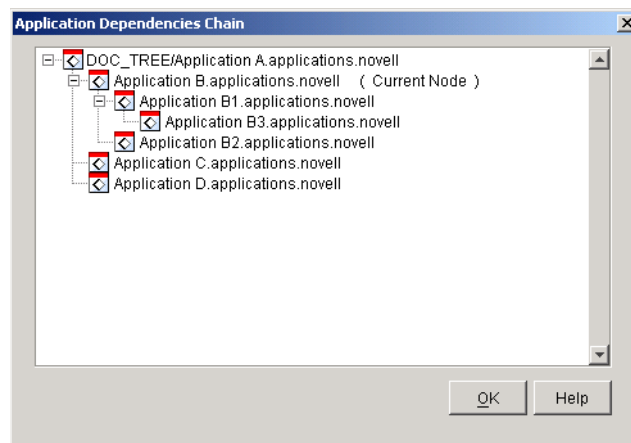 Application Dependencies Chain
DOC_TREE/Application A.applications.novell
Application B.applications.novell ( Current Node )
Application B1.applications.novell
Application B3.applications.novell
Application B2.applications.novell
Application C.applications.novell
Application D.applications.novell
OK Help